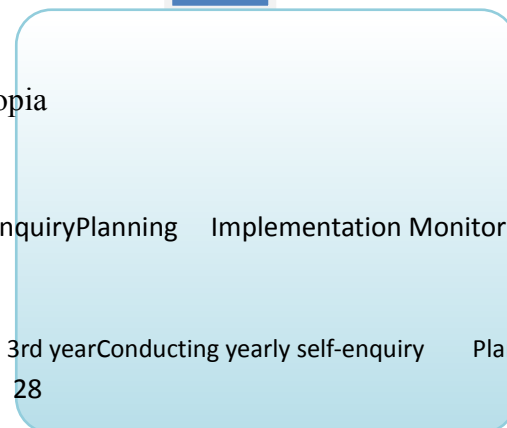 opia
nquiryPlanning Implementation Monitor
3rd yearConducting yearly self-enquiry Pla
28